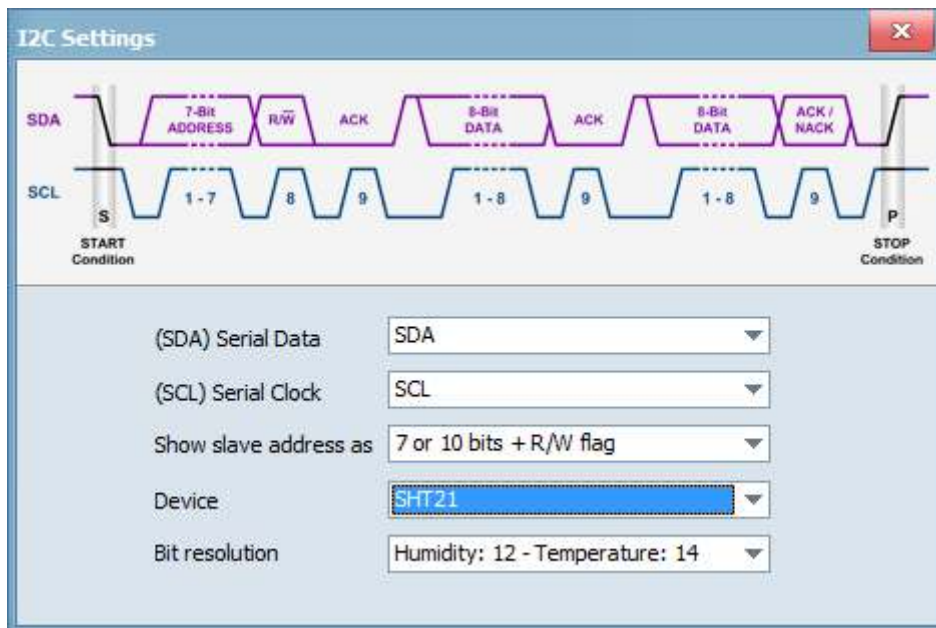 I2C Settings
SDA
7-Bit
ADDRESS
R/W
ACK
8-Bit
DATA
ACK
8-Bit
DATA
ACK /
NACK
SCL
1 - 7
8
9
1 - 8
9
1 - 8
9
S
P
START
Condition
STOP
Condition
(SDA) Serial Data
SDA
(SCL) Serial Clock
SCL
Show slave address as
7 or 10 bits + R/W flag
Device
SHT21
Bit resolution
Humidity: 12 - Temperature: 14